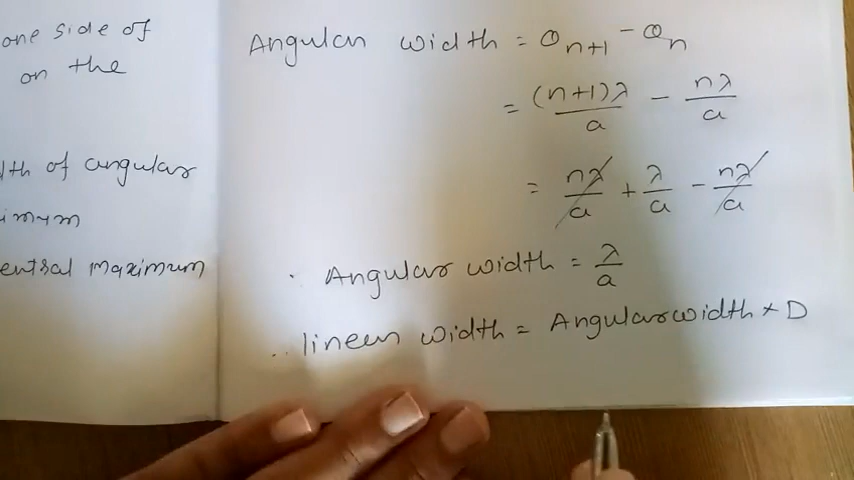 one side of
on the
lth of angular
imum
entral maximum
Angular width = θn+1 - θn
= (n+1)λ/a - nλ/a
= nλ/a + λ/a - nλ/a
. Angular width = λ/a
.. linear width = Angular width × D